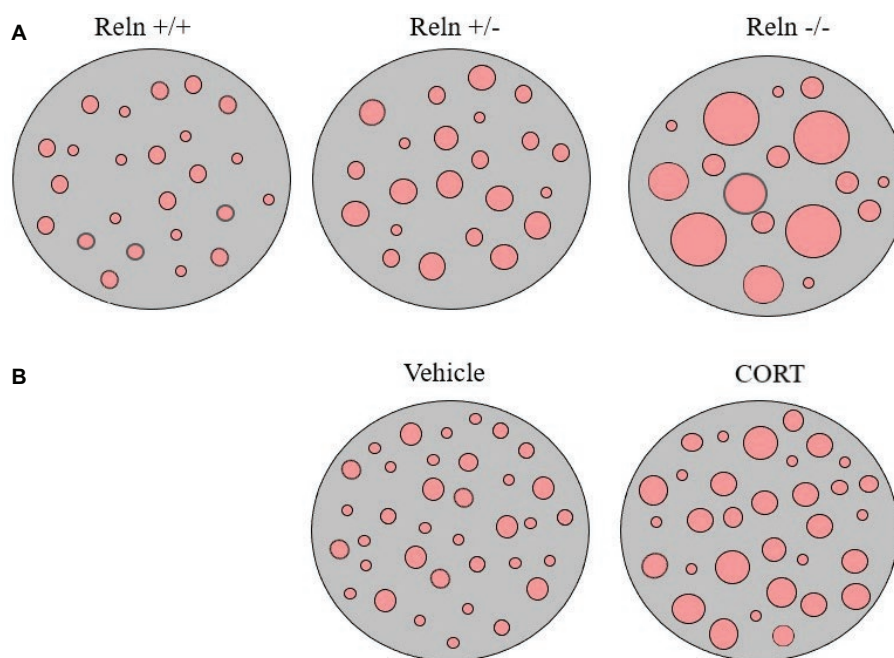 A
Reln +/+ Reln +/- Reln -/-
B
Vehicle CORT